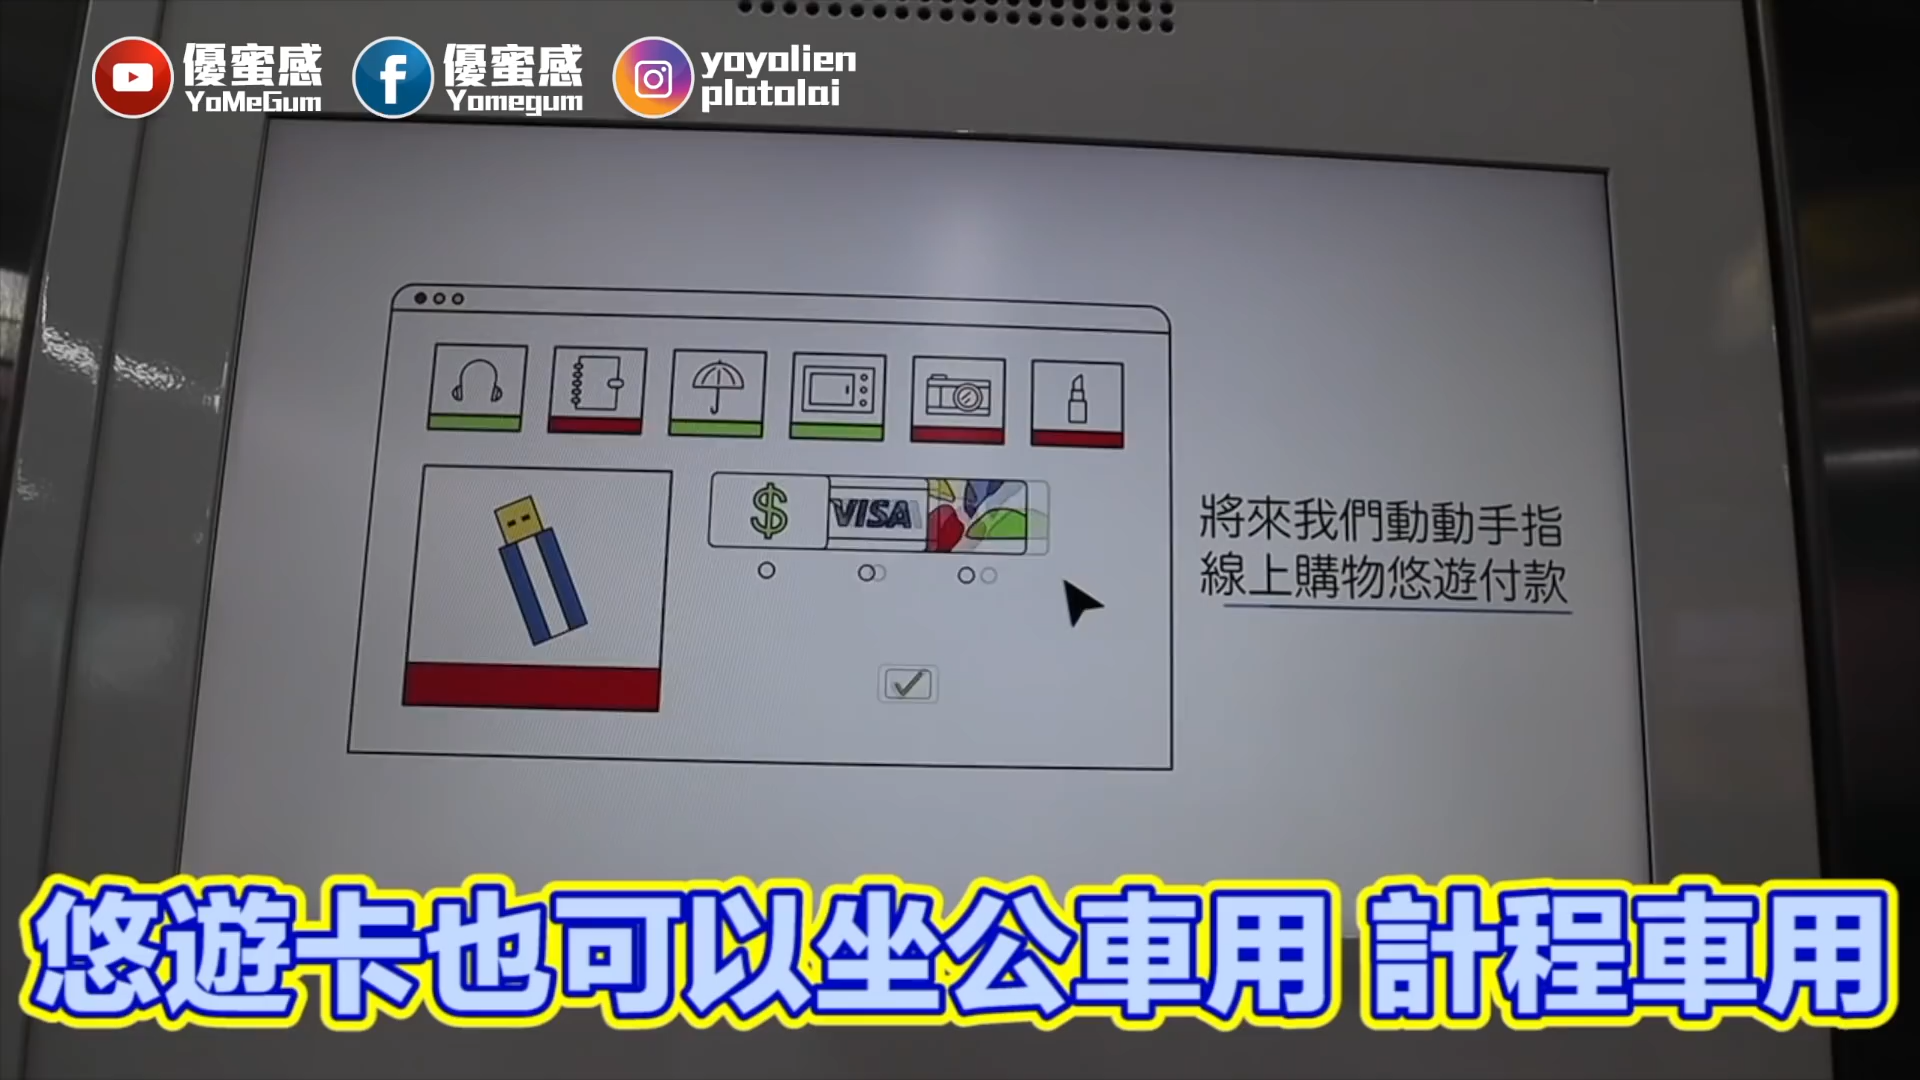 優蜜感
YoMeGum
優蜜感
Yomegum
yoyolien
platolai
$
VISA
將來我們動動手指
線上購物悠遊付款
悠遊卡也可以坐公車用 計程車用